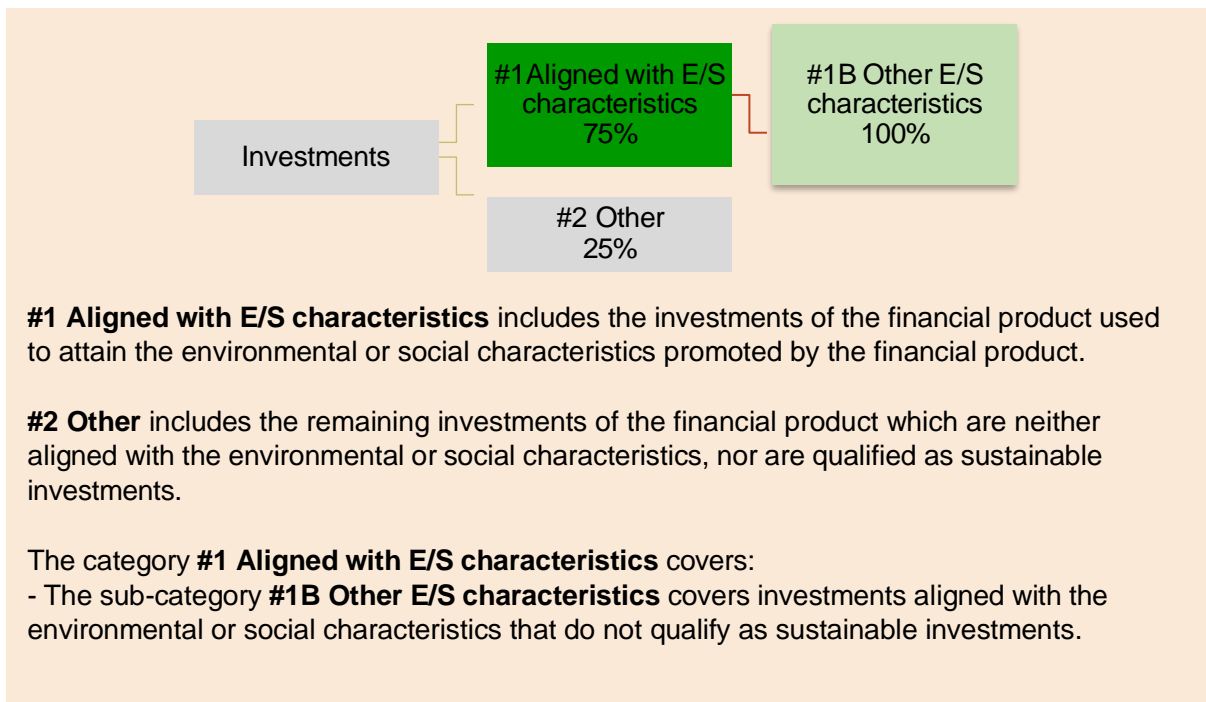 #1Aligned with E/S
characteristics
75%
#1B Other E/S
characteristics
100%
Investments
#2 Other
25%
#1 Aligned with E/S characteristics includes the investments of the financial product used
to attain the environmental or social characteristics promoted by the financial product.
#2 Other includes the remaining investments of the financial product which are neither
aligned with the environmental or social characteristics, nor are qualified as sustainable
investments.
The category #1 Aligned with E/S characteristics covers:
- The sub-category #1B Other E/S characteristics covers investments aligned with the
environmental or social characteristics that do not qualify as sustainable investments.